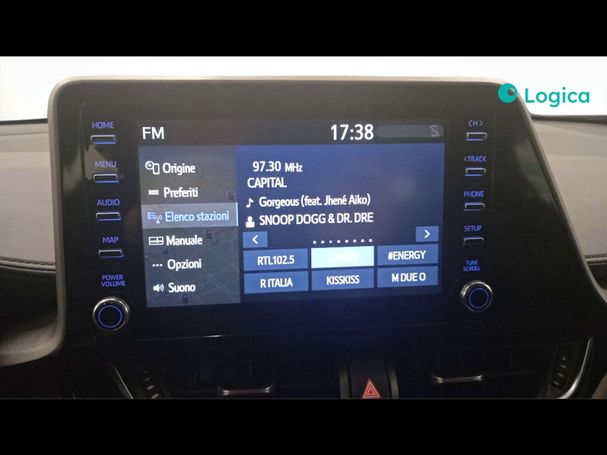 Logica
HOME
MENU
AUDIO
MAP
POWER
VOLUME
FM
17:38
Origine
Preferiti
Elenco stazioni
Manuale
Opzioni
Suono
97.30 MHz
CAPITAL
Gorgeous (feat. Jhené Aiko)
SNOOP DOGG & DR. DRE
<
>
RTL102.5
CAPITAL
#ENERGY
R ITALIA
KISSKISS
M DUE O
CH >
< TRACK
PHONE
SETUP
TUNE
SCROLL